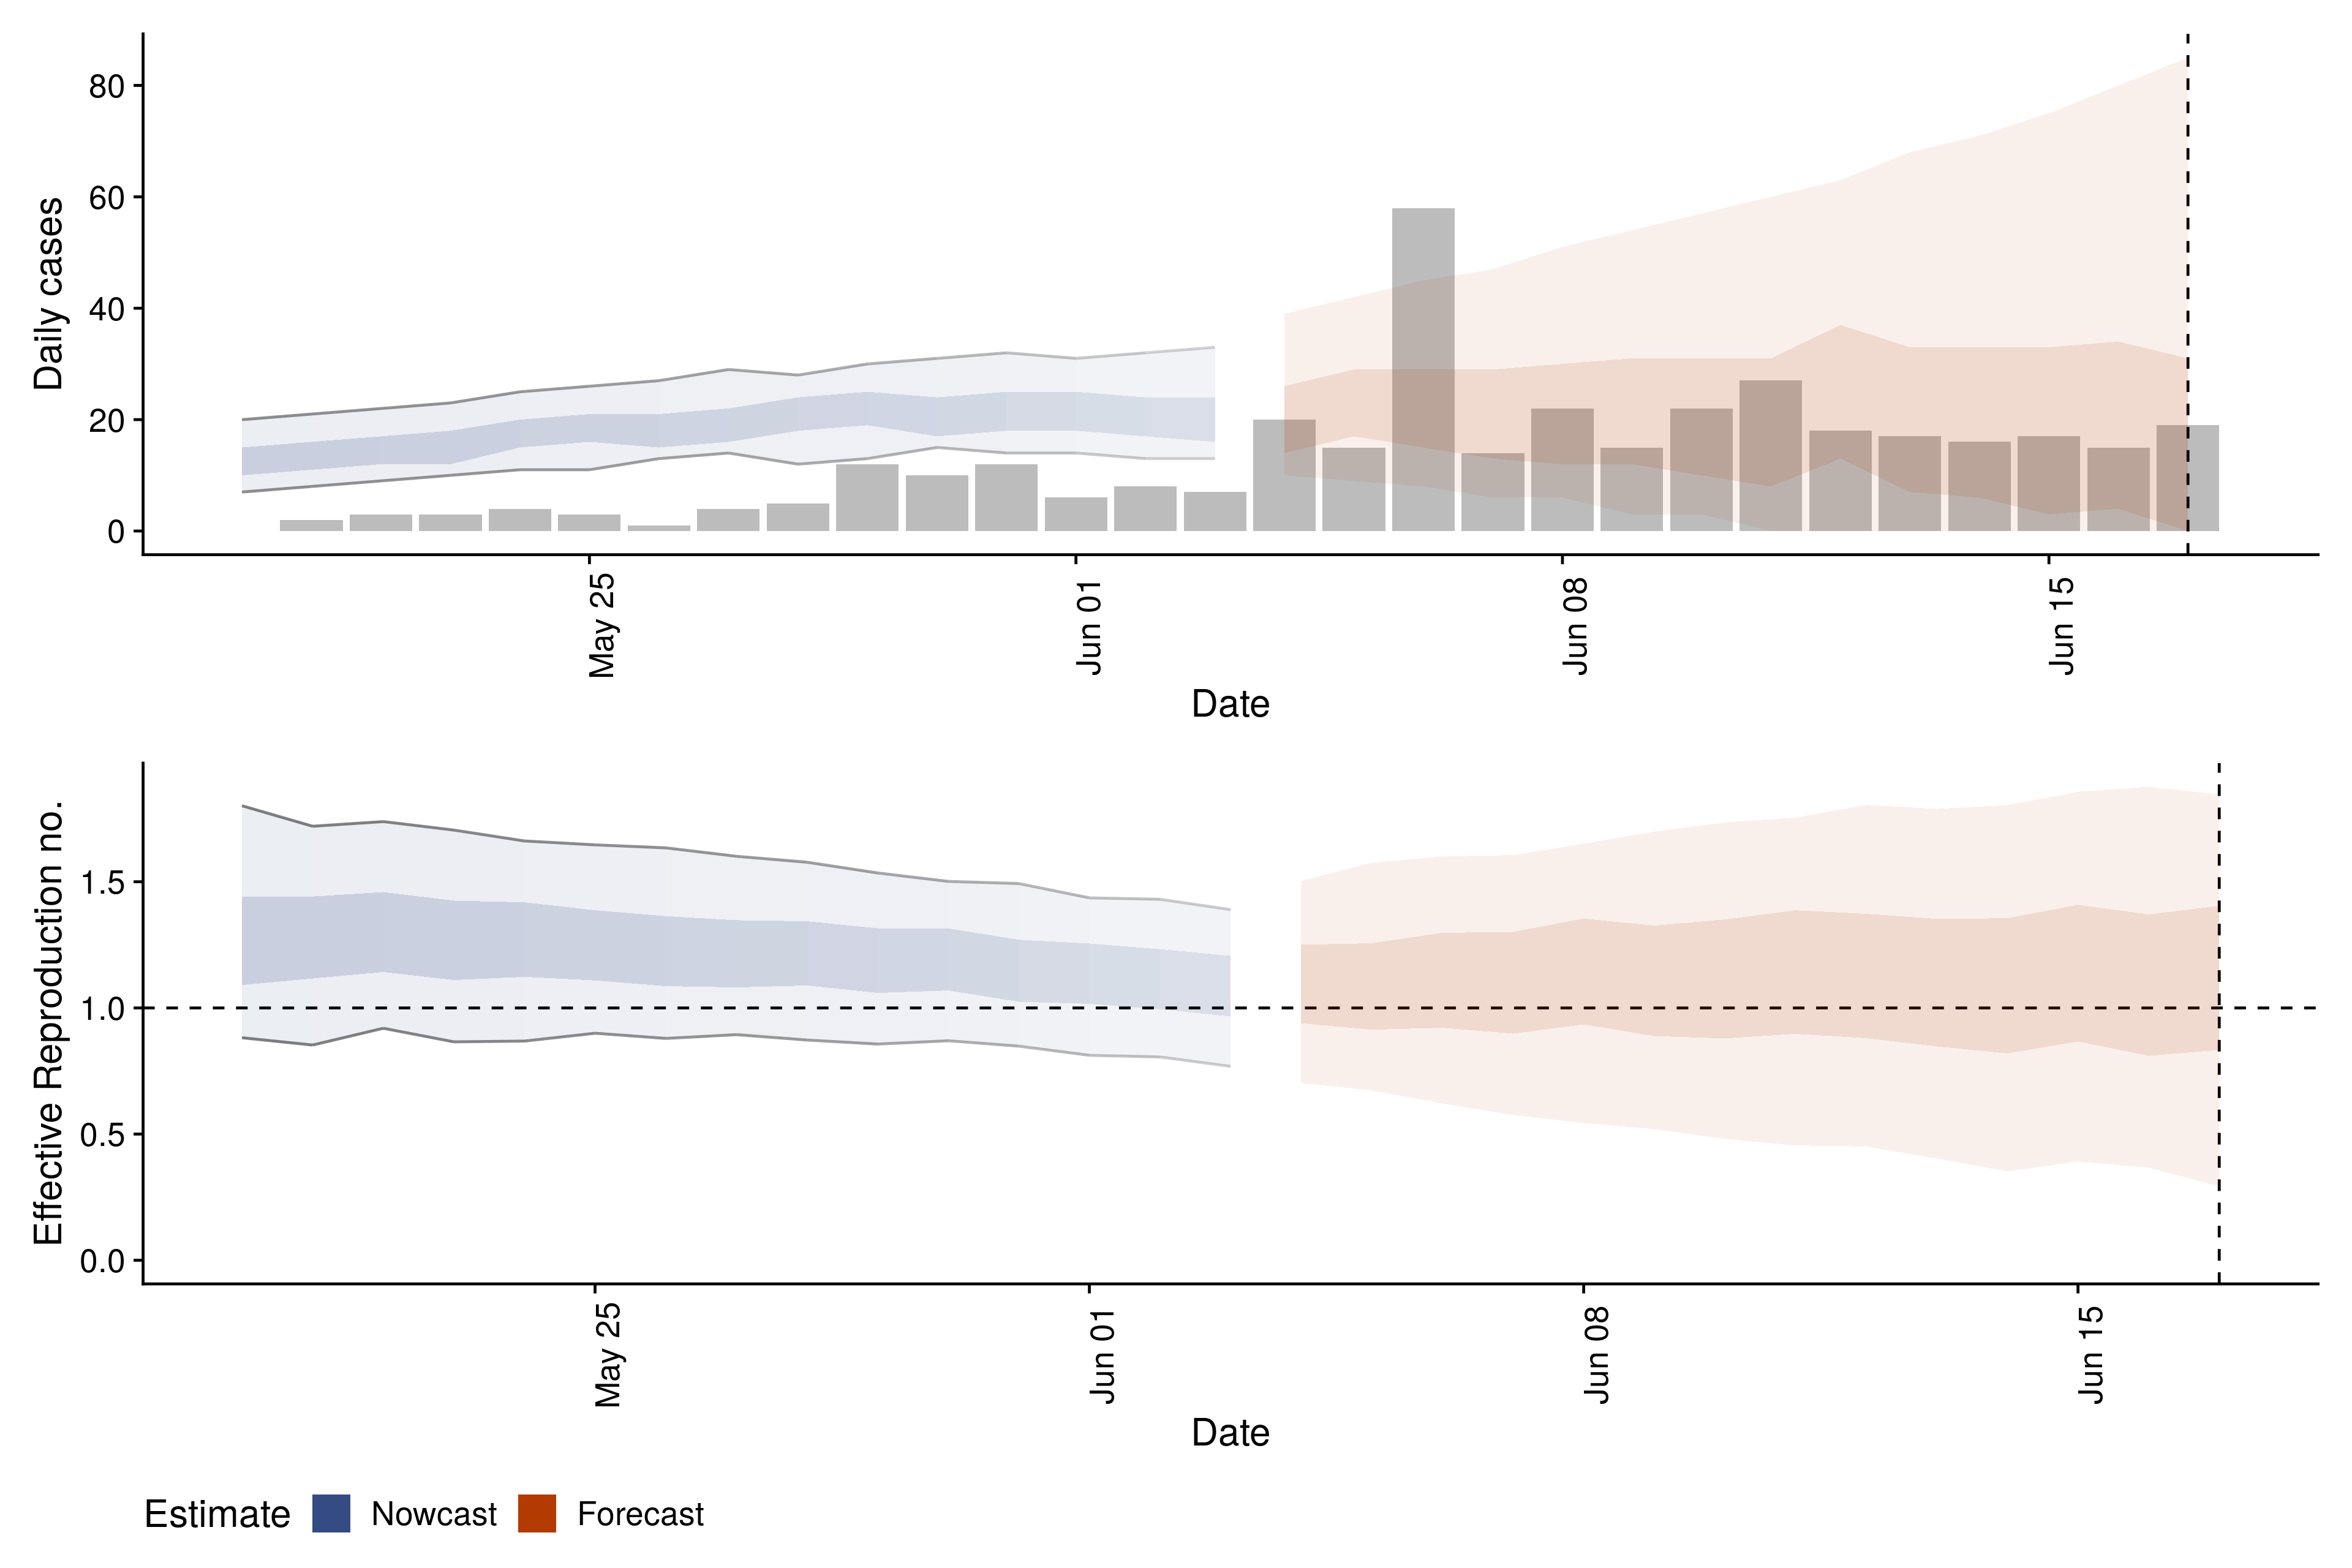 Daily cases
80
60
40
20
0
May 25
Jun 01
Jun 08
Jun 15
Date
Effective Reproduction no.
1.5
1.0
0.5
0.0
May 25
Jun 01
Jun 08
Jun 15
Date
Estimate Nowcast Forecast